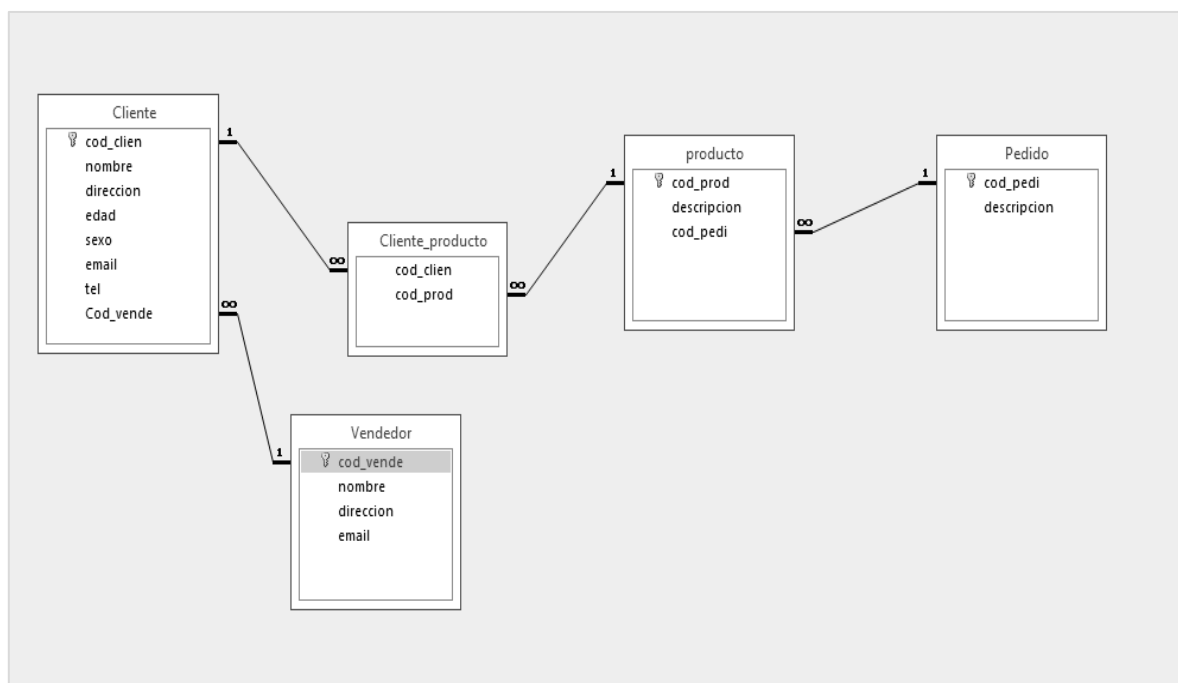 Cliente
cod_clien
nombre
direccion
edad
sexo
email
tel
Cod_vende
1
∞
Cliente_producto
cod_clien
cod_prod
∞
∞
1
producto
cod_prod
descripcion
cod_pedi
1
∞
Pedido
cod_pedi
descripcion
1
Vendedor
cod_vende
nombre
direccion
email
1